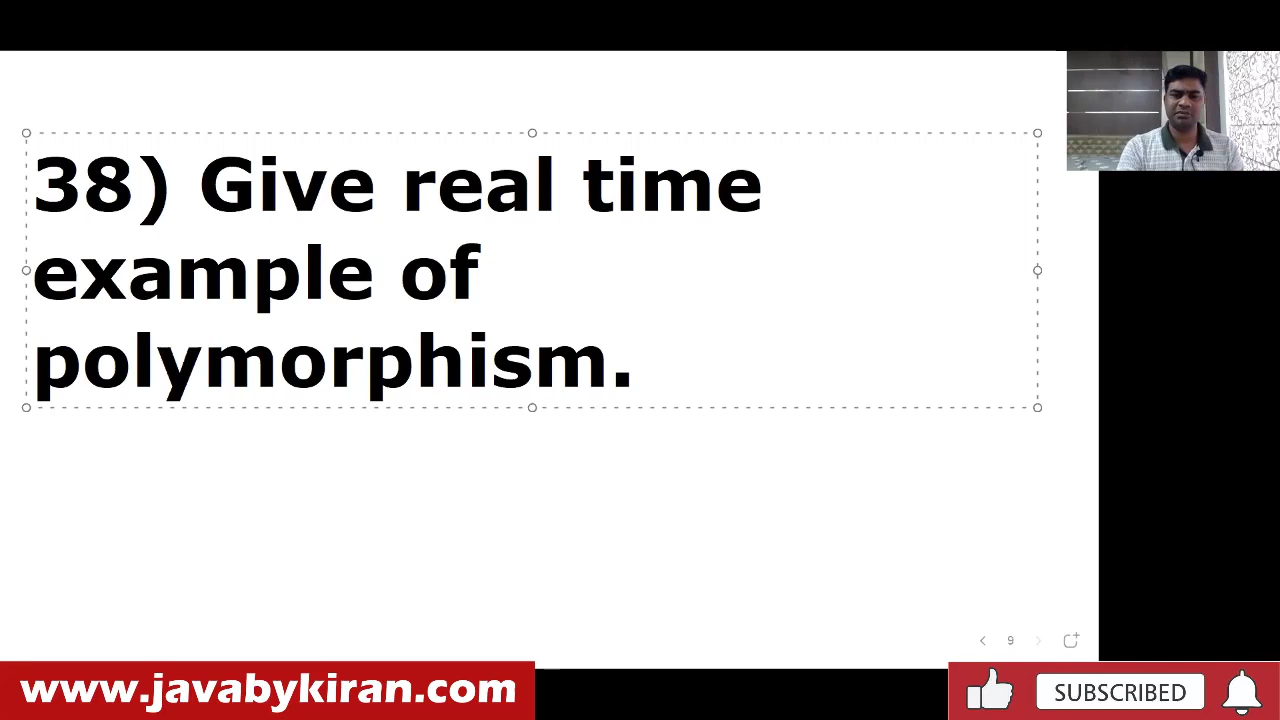 38) Give real time
example of
polymorphism.
9
www.javabykiran.com
SUBSCRIBED